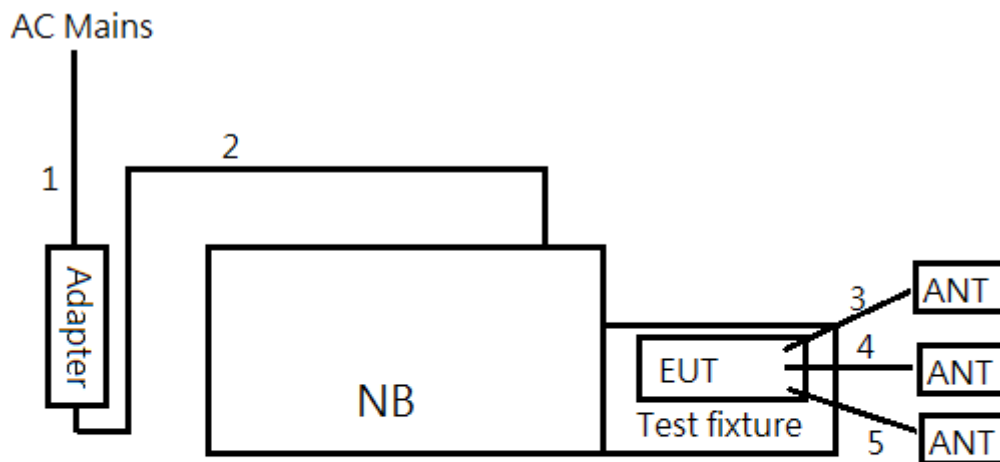 AC Mains
1
2
Adapter
NB
EUT
Test fixture
3
ANT
4
ANT
5
ANT